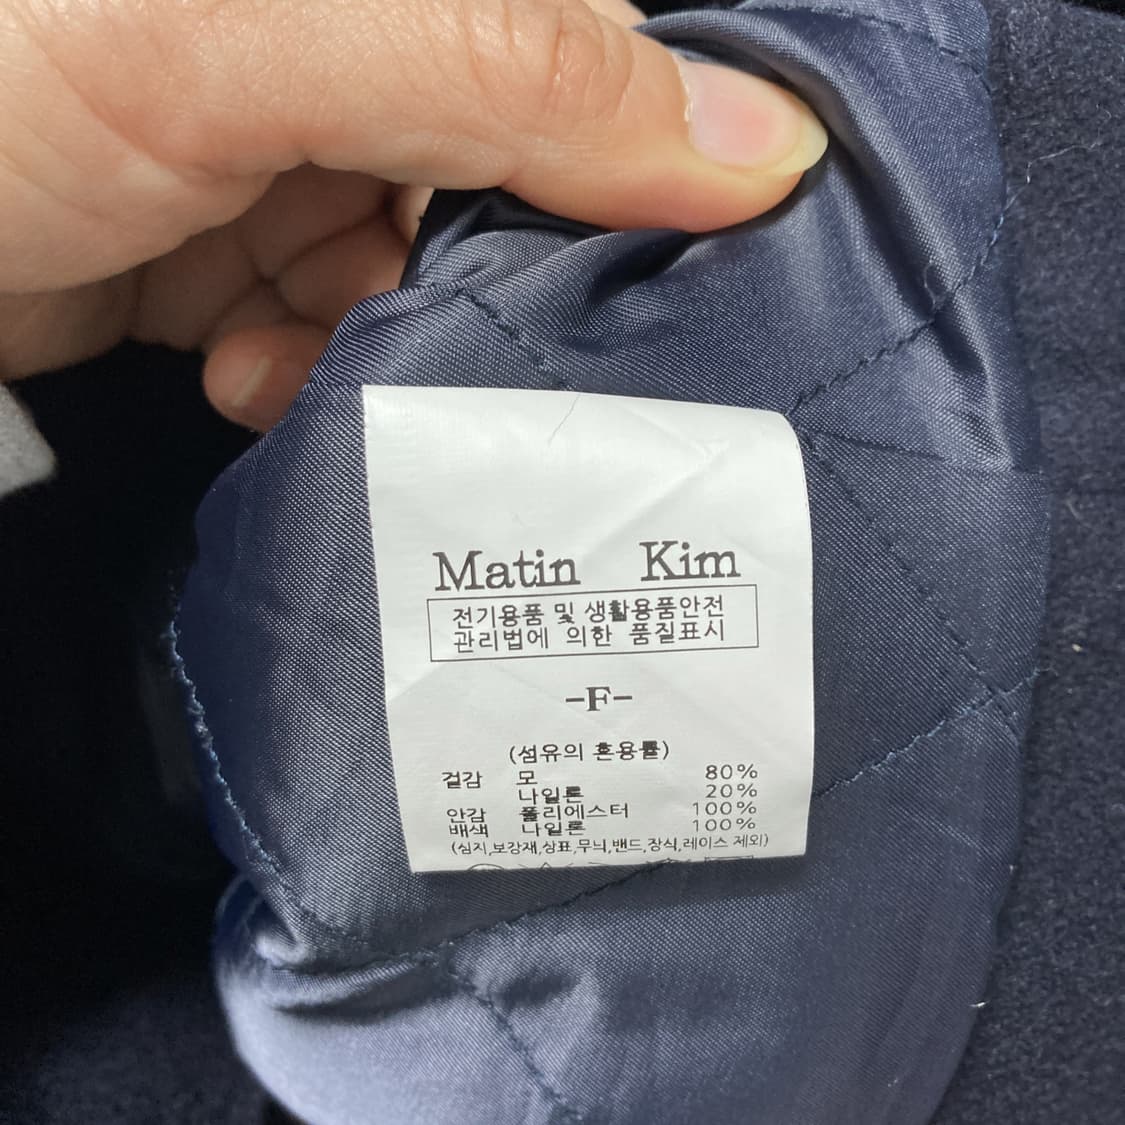 Matin Kim
전기용품 및 생활용품안전
관리법에 의한 품질표시
-F-
(섬유의 혼용률)
겉감 모 80%
나일론 20%
안감 폴리에스터 100%
배색 나일론 100%
(심지,보강재,상표,무늬,밴드,장식,레이스 제외)